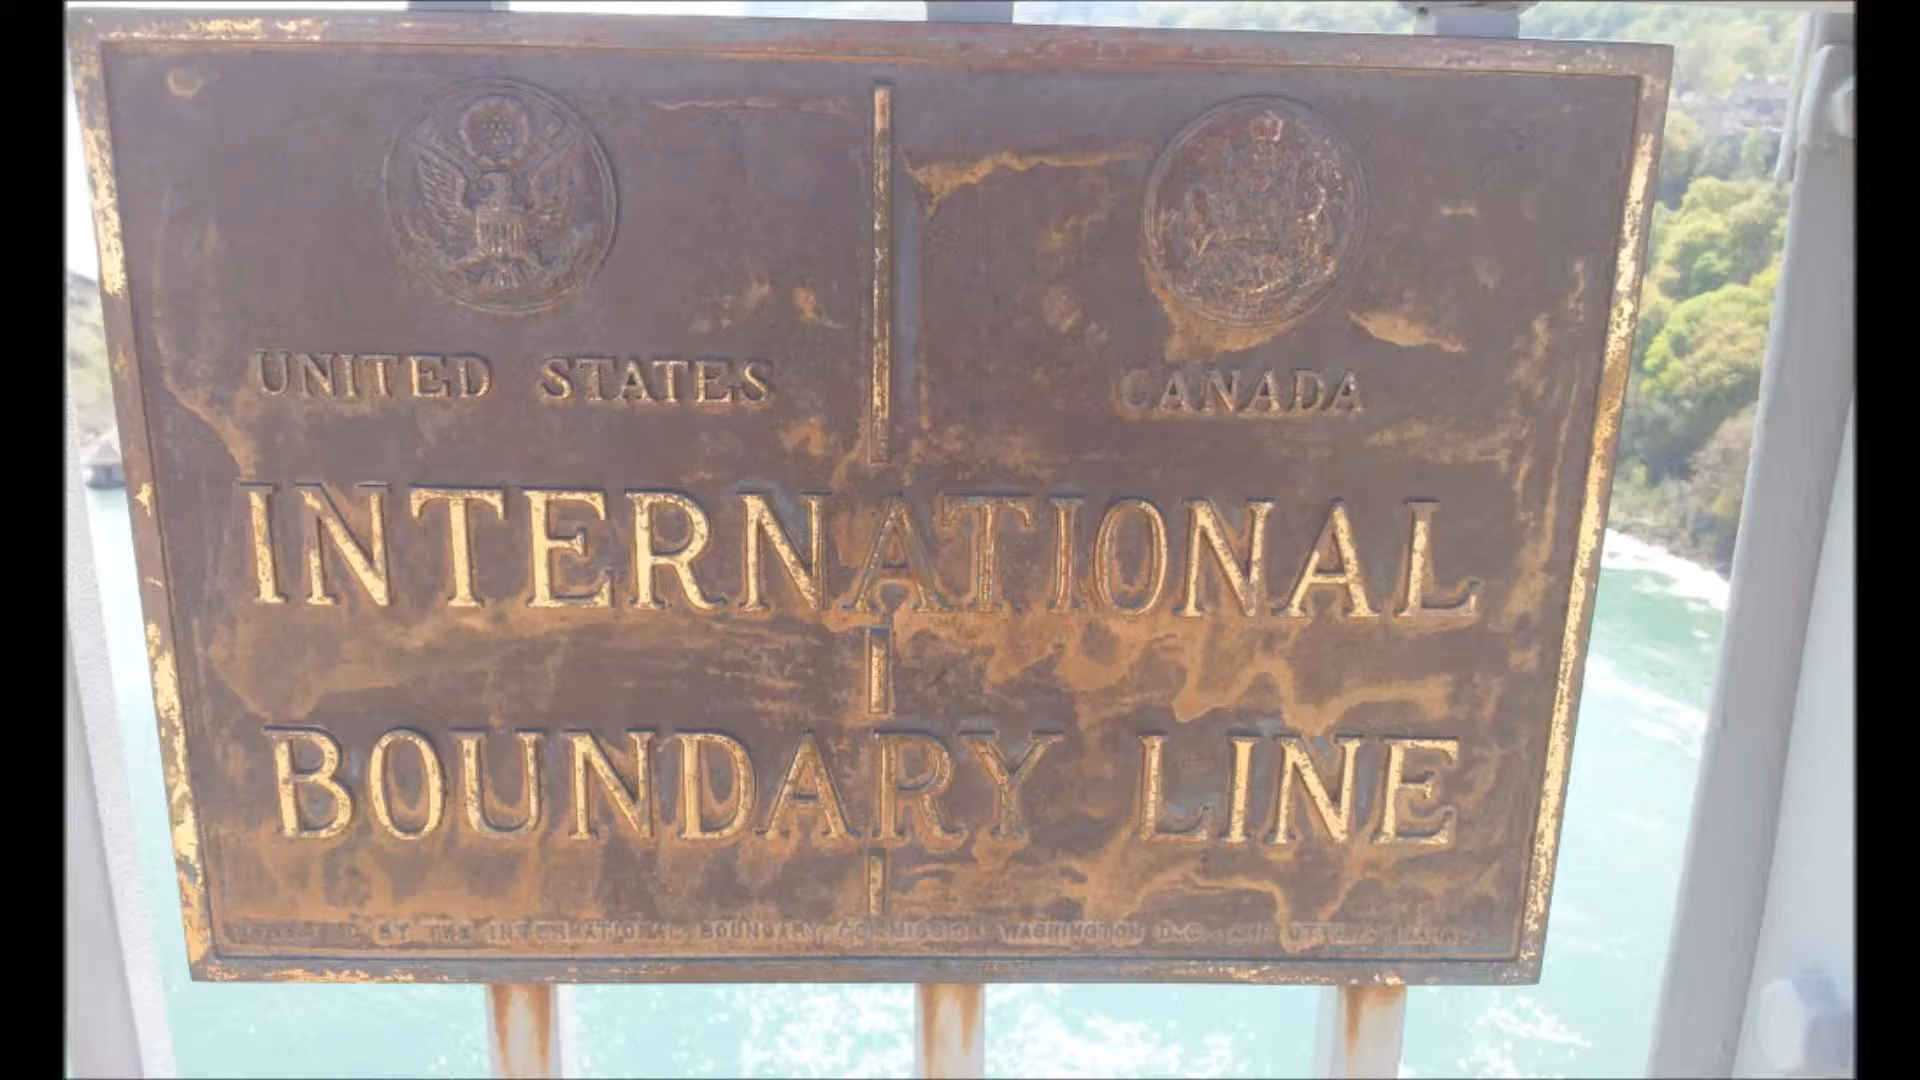 UNITED STATES
CANADA
INTERNATIONAL
BOUNDARY LINE
BY THE INTERNATIONAL BOUNDARY COMMISSION WASHINGTON D.C.